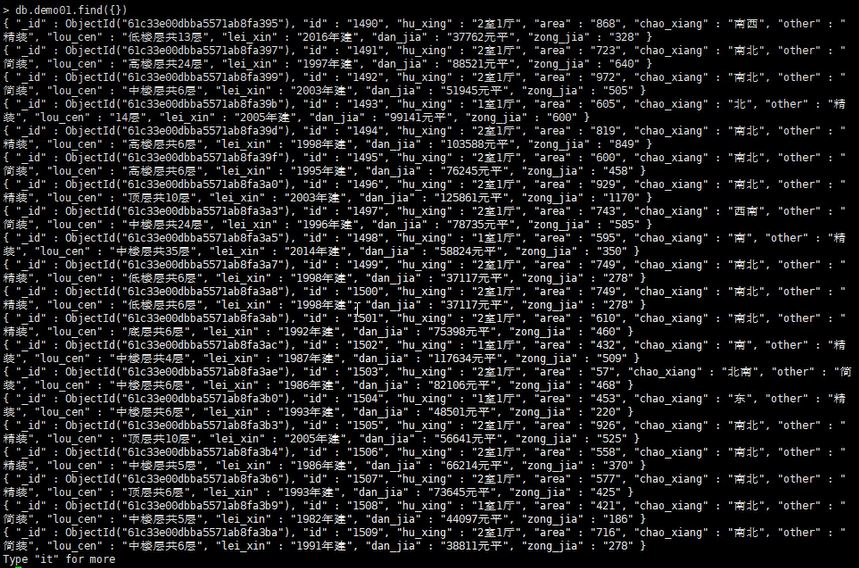 > db.demo01.find({})
{ "_id" : ObjectId("61c33e00dbba5571ab8fa395"), "id" : "1490", "hu_xing" : "2室1厅", "area" : "868", "chao_xiang" : "南西", "other" : "
精装", "lou_cen" : "低楼层共13层", "lei_xin" : "2016年建", "dan_jia" : "37762元平", "zong_jia" : "328" }
{ "_id" : ObjectId("61c33e00dbba5571ab8fa397"), "id" : "1491", "hu_xing" : "2室1厅", "area" : "723", "chao_xiang" : "南北", "other" : "
简装", "lou_cen" : "高楼层共24层", "lei_xin" : "1997年建", "dan_jia" : "88521元平", "zong_jia" : "640" }
{ "_id" : ObjectId("61c33e00dbba5571ab8fa399"), "id" : "1492", "hu_xing" : "2室1厅", "area" : "972", "chao_xiang" : "南北", "other" : "
简装", "lou_cen" : "中楼层共6层", "lei_xin" : "2003年建", "dan_jia" : "51945元平", "zong_jia" : "505" }
{ "_id" : ObjectId("61c33e00dbba5571ab8fa39b"), "id" : "1493", "hu_xing" : "1室1厅", "area" : "605", "chao_xiang" : "北", "other" : "精
装", "lou_cen" : "14层", "lei_xin" : "2005年建", "dan_jia" : "99141元平", "zong_jia" : "600" }
{ "_id" : ObjectId("61c33e00dbba5571ab8fa39d"), "id" : "1494", "hu_xing" : "2室1厅", "area" : "819", "chao_xiang" : "南北", "other" : "
精装", "lou_cen" : "高楼层共6层", "lei_xin" : "1998年建", "dan_jia" : "103588元平", "zong_jia" : "849" }
{ "_id" : ObjectId("61c33e00dbba5571ab8fa39f"), "id" : "1495", "hu_xing" : "2室1厅", "area" : "600", "chao_xiang" : "南北", "other" : "
简装", "lou_cen" : "高楼层共6层", "lei_xin" : "1995年建", "dan_jia" : "76245元平", "zong_jia" : "458" }
{ "_id" : ObjectId("61c33e00dbba5571ab8fa3a0"), "id" : "1496", "hu_xing" : "2室1厅", "area" : "929", "chao_xiang" : "南北", "other" : "
精装", "lou_cen" : "顶层共10层", "lei_xin" : "2003年建", "dan_jia" : "125861元平", "zong_jia" : "1170" }
{ "_id" : ObjectId("61c33e00dbba5571ab8fa3a3"), "id" : "1497", "hu_xing" : "2室1厅", "area" : "743", "chao_xiang" : "西南", "other" : "
简装", "lou_cen" : "中楼层共24层", "lei_xin" : "1996年建", "dan_jia" : "78735元平", "zong_jia" : "585" }
{ "_id" : ObjectId("61c33e00dbba5571ab8fa3a5"), "id" : "1498", "hu_xing" : "1室1厅", "area" : "595", "chao_xiang" : "南", "other" : "精
装", "lou_cen" : "中楼层共35层", "lei_xin" : "2014年建", "dan_jia" : "58824元平", "zong_jia" : "350" }
{ "_id" : ObjectId("61c33e00dbba5571ab8fa3a7"), "id" : "1499", "hu_xing" : "2室1厅", "area" : "749", "chao_xiang" : "南北", "other" : "
简装", "lou_cen" : "低楼层共6层", "lei_xin" : "1998年建", "dan_jia" : "37117元平", "zong_jia" : "278" }
{ "_id" : ObjectId("61c33e00dbba5571ab8fa3a8"), "id" : "1500", "hu_xing" : "2室1厅", "area" : "749", "chao_xiang" : "南北", "other" : "
简装", "lou_cen" : "低楼层共6层", "lei_xin" : "1998年建", "dan_jia" : "37117元平", "zong_jia" : "278" }
{ "_id" : ObjectId("61c33e00dbba5571ab8fa3ab"), "id" : "1501", "hu_xing" : "2室1厅", "area" : "610", "chao_xiang" : "南北", "other" : "
精装", "lou_cen" : "底层共6层", "lei_xin" : "1992年建", "dan_jia" : "75398元平", "zong_jia" : "460" }
{ "_id" : ObjectId("61c33e00dbba5571ab8fa3ac"), "id" : "1502", "hu_xing" : "1室1厅", "area" : "432", "chao_xiang" : "南", "other" : "精
装", "lou_cen" : "中楼层共4层", "lei_xin" : "1987年建", "dan_jia" : "117634元平", "zong_jia" : "509" }
{ "_id" : ObjectId("61c33e00dbba5571ab8fa3ae"), "id" : "1503", "hu_xing" : "2室1厅", "area" : "57", "chao_xiang" : "北南", "other" : "简
装", "lou_cen" : "中楼层共6层", "lei_xin" : "1986年建", "dan_jia" : "82106元平", "zong_jia" : "468" }
{ "_id" : ObjectId("61c33e00dbba5571ab8fa3b0"), "id" : "1504", "hu_xing" : "1室1厅", "area" : "453", "chao_xiang" : "东", "other" : "精
装", "lou_cen" : "中楼层共6层", "lei_xin" : "1993年建", "dan_jia" : "48501元平", "zong_jia" : "220" }
{ "_id" : ObjectId("61c33e00dbba5571ab8fa3b3"), "id" : "1505", "hu_xing" : "2室1厅", "area" : "926", "chao_xiang" : "南北", "other" : "
精装", "lou_cen" : "顶层共10层", "lei_xin" : "2005年建", "dan_jia" : "56641元平", "zong_jia" : "525" }
{ "_id" : ObjectId("61c33e00dbba5571ab8fa3b4"), "id" : "1506", "hu_xing" : "2室1厅", "area" : "558", "chao_xiang" : "南北", "other" : "
精装", "lou_cen" : "中楼层共5层", "lei_xin" : "1986年建", "dan_jia" : "66214元平", "zong_jia" : "370" }
{ "_id" : ObjectId("61c33e00dbba5571ab8fa3b6"), "id" : "1507", "hu_xing" : "2室1厅", "area" : "577", "chao_xiang" : "南北", "other" : "
精装", "lou_cen" : "顶层共6层", "lei_xin" : "1993年建", "dan_jia" : "73645元平", "zong_jia" : "425" }
{ "_id" : ObjectId("61c33e00dbba5571ab8fa3b9"), "id" : "1508", "hu_xing" : "1室1厅", "area" : "421", "chao_xiang" : "南北", "other" : "
简装", "lou_cen" : "中楼层共5层", "lei_xin" : "1982年建", "dan_jia" : "44097元平", "zong_jia" : "186" }
{ "_id" : ObjectId("61c33e00dbba5571ab8fa3ba"), "id" : "1509", "hu_xing" : "2室1厅", "area" : "716", "chao_xiang" : "南北", "other" : "
简装", "lou_cen" : "中楼层共6层", "lei_xin" : "1991年建", "dan_jia" : "38811元平", "zong_jia" : "278" }
Type "it" for more